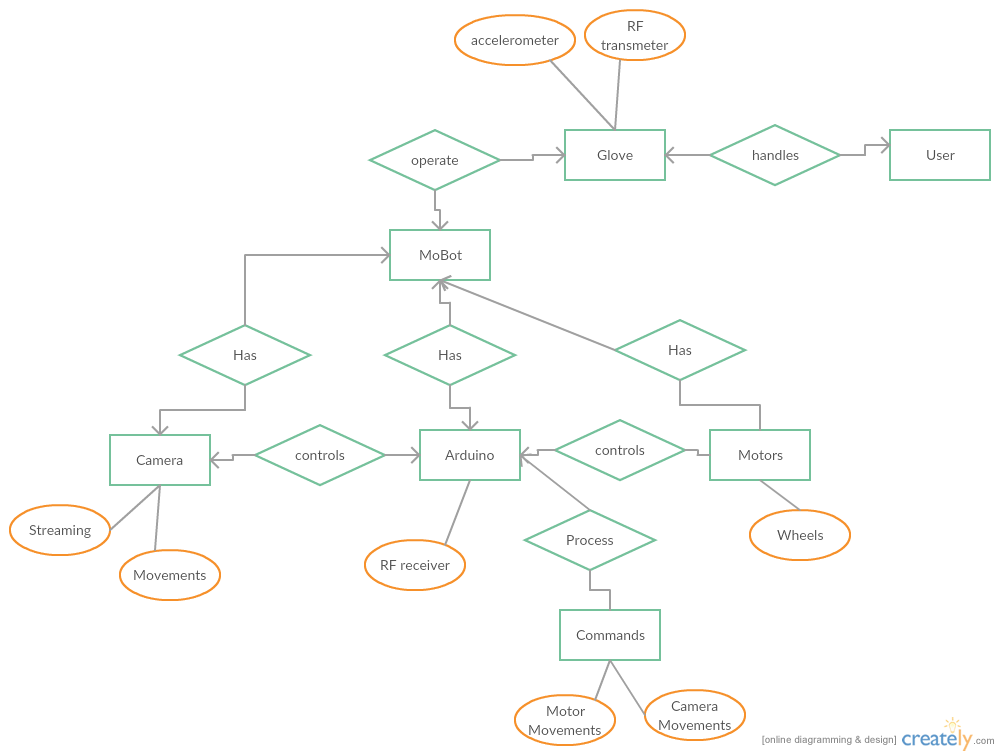 accelerometer
RF
transmeter
operate
Glove
handles
User
MoBot
Has
Has
Has
Camera
controls
Arduino
controls
Motors
Streaming
Movements
RF receiver
Process
Wheels
Commands
Motor
Movements
Camera
Movements
[online diagramming & design] creately.com